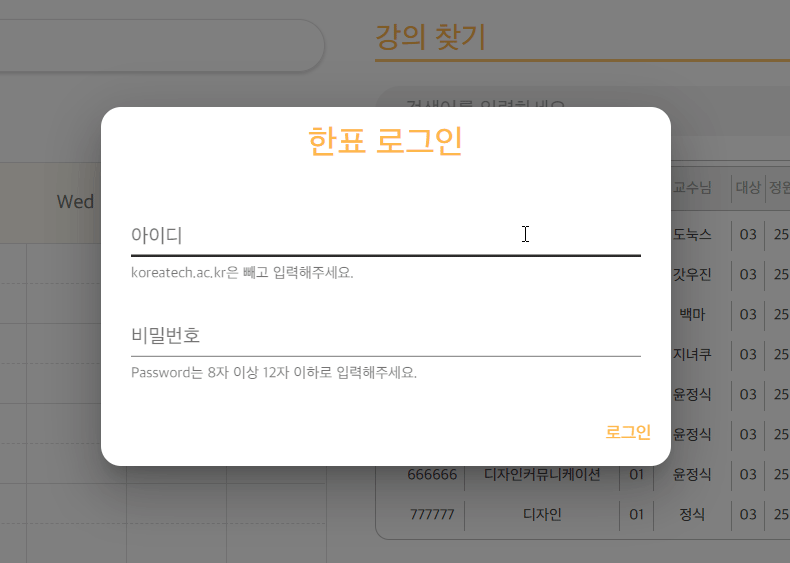 강의 찾기
검색어를 입력하세요
한표 로그인
Wed
교수님 대상 정원
아이디
도눅스 03 25
koreatech.ac.kr은 빼고 입력해주세요.
갓우진 03 25
백마 03 25
비밀번호
지녀쿠 03 25
Password는 8자 이상 12자 이하로 입력해주세요.
윤정식 03 25
로그인
윤정식 03 25
666666 디자인커뮤니케이션 01 윤정식 03 25
777777 디자인 01 정식 03 25